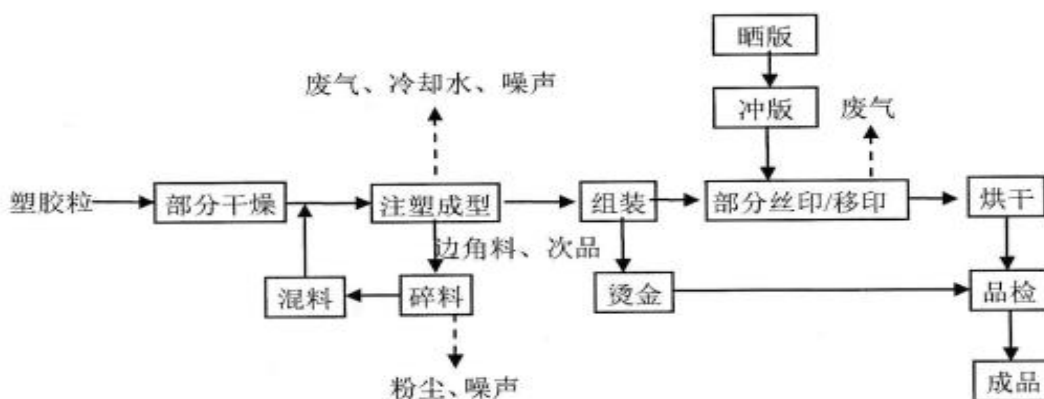 晒版
废气、冷却水、噪声
冲版
废气
塑胶粒
部分干燥
注塑成型
组装
部分丝印/移印
烘干
边角料、次品
混料
碎料
烫金
品检
粉尘、噪声
成品